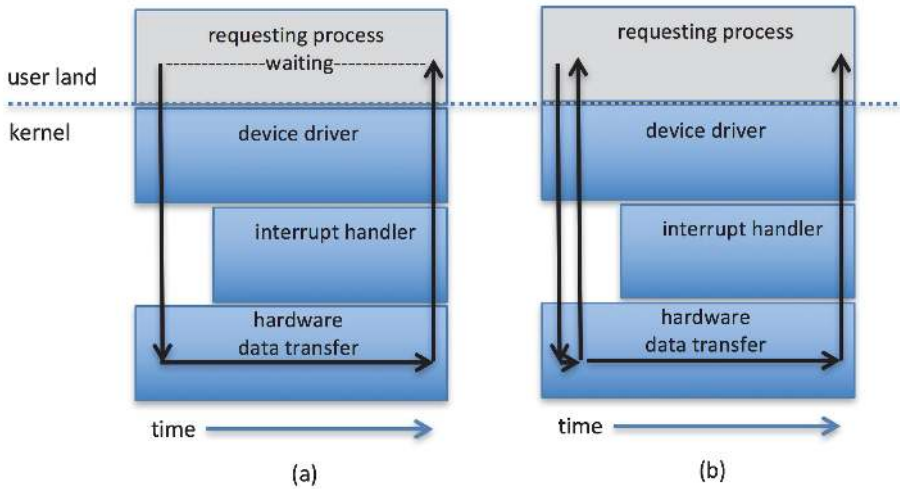 requesting process
waiting
user land
kernel
device driver
interrupt handler
hardware
data transfer
time
(a)
requesting process
device driver
interrupt handler
hardware
data transfer
time
(b)